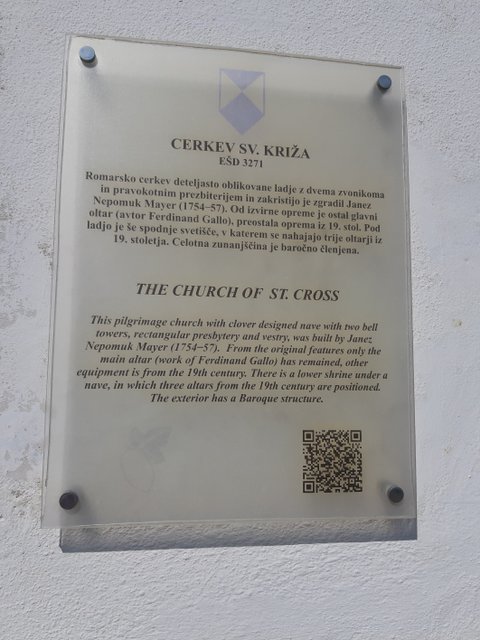 CERKEV SV. KRIŽA
EŠD 3271
Romarsko cerkev deteljasto oblikovane ladje z dvema zvonikoma
in pravokotnim prezbiterijem in zakristijo je zgradil Janez
Nepomuk Mayer (1754–57). Od izvirne opreme je ostal glavni
oltar (avtor Ferdinand Gallo), preostala oprema iz 19. stol. Pod
ladjo je še spodnje svetišče, v katerem se nahajajo trije oltarji iz
19. stoletja. Celotna zunanjščina je baročno členjena.
THE CHURCH OF ST. CROSS
This pilgrimage church with clover designed nave with two bell
towers, rectangular presbytery and vestry, was built by Janez
Nepomuk Mayer (1754–57). From the original features only the
main altar (work of Ferdinand Gallo) has remained, other
equipment is from the 19th century. There is a lower shrine under a
nave, in which three altars from the 19th century are positioned.
The exterior has a Baroque structure.